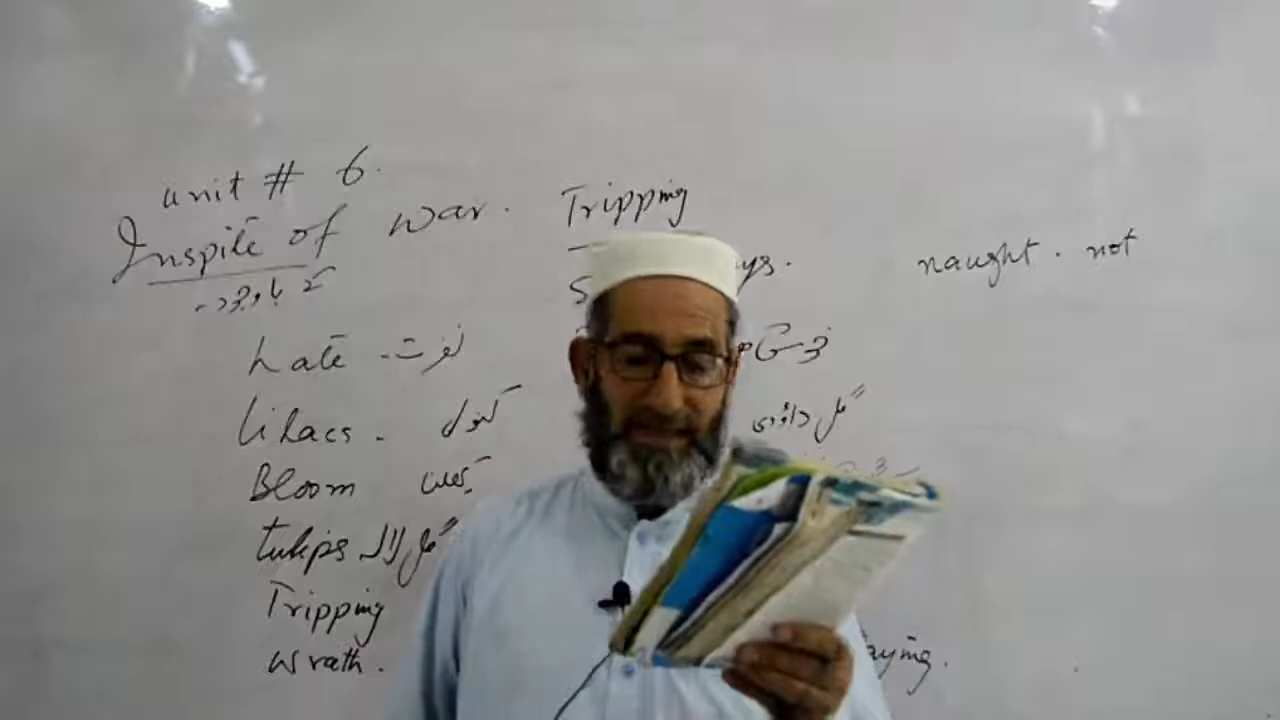 unit # 6.
Inspite of war.
کے باوجود۔
hate - نفرت
Lilacs - کنول
Bloom کھلنا
tulips گل لالہ
Tripping
wrath.
Tripping
گل داؤدی
naught . not